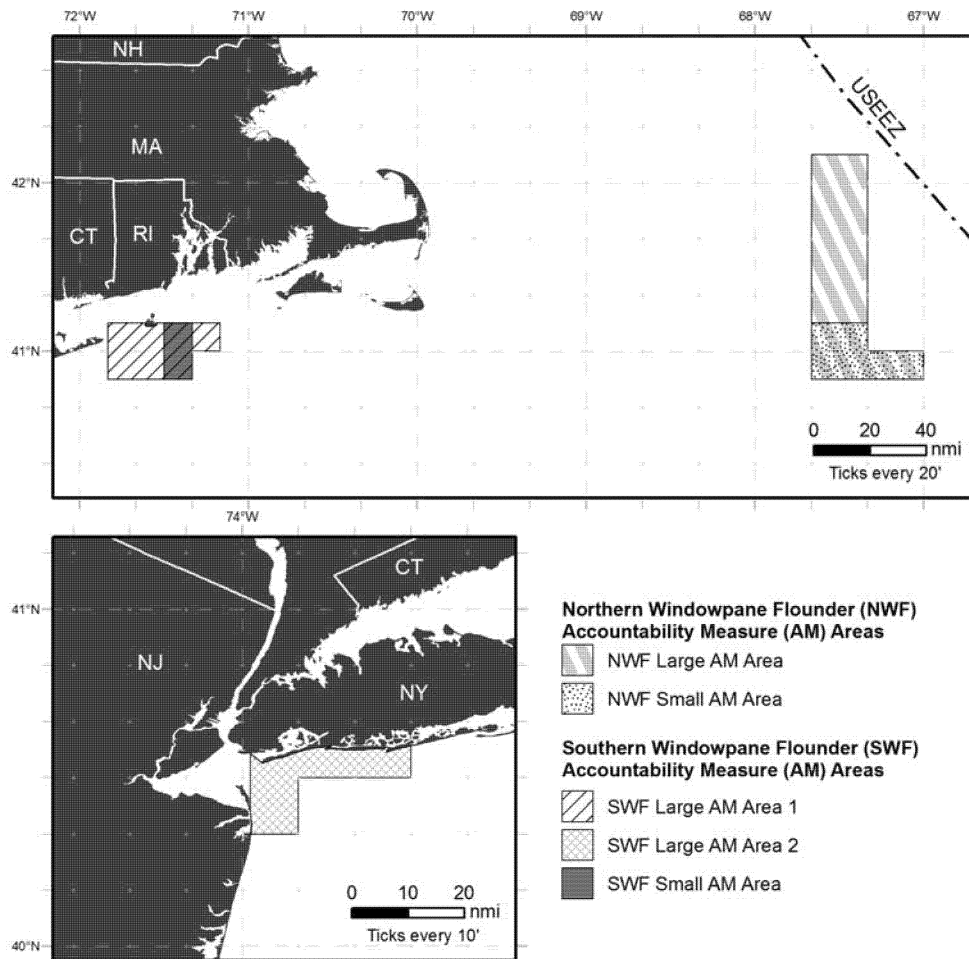 72°W 71°W 70°W 69°W 68°W 67°W
NH
USEEZ
MA
42°N
CT RI
41°N
0 20 40
nmi
Ticks every 20'
74°W
CT
41°N
NJ
NY
0 10 20
nmi
Ticks every 10'
40°N
Northern Windowpane Flounder (NWF)
Accountability Measure (AM) Areas
NWF Large AM Area
NWF Small AM Area
Southern Windowpane Flounder (SWF)
Accountability Measure (AM) Areas
SWF Large AM Area 1
SWF Large AM Area 2
SWF Small AM Area